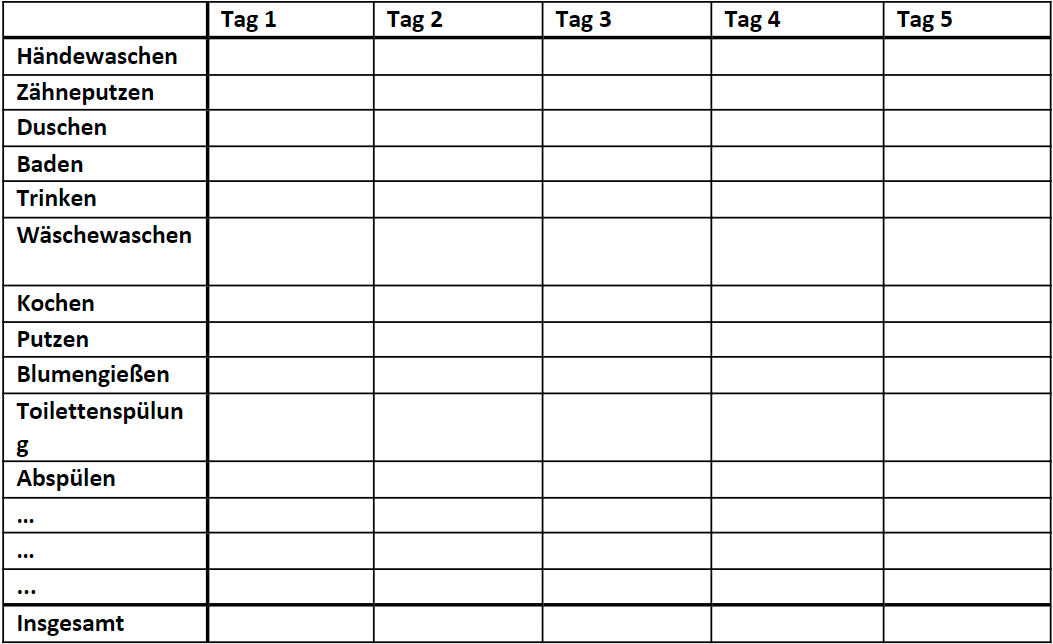 Tag 1 Tag 2 Tag 3 Tag 4 Tag 5
Händewaschen
Zähneputzen
Duschen
Baden
Trinken
Wäschewaschen
Kochen
Putzen
Blumengießen
Toilettenspülun
g
Abspülen
...
...
...
Insgesamt